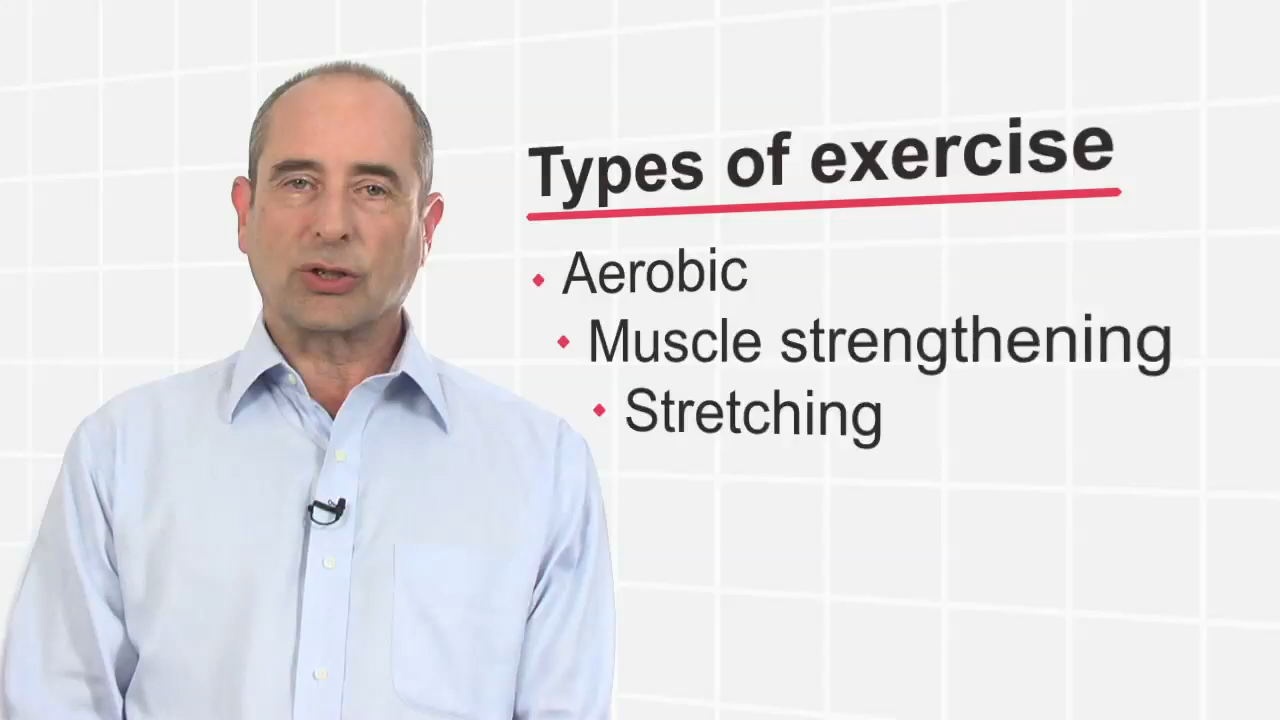 Types of exercise
Aerobic
Muscle strengthening
Stretching